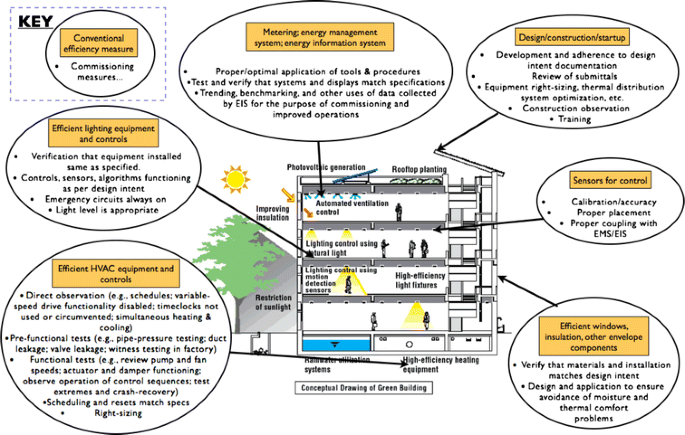 KEY
Conventional
efficiency measure
• Commissioning
measures...
Metering; energy management
system; energy information system
• Proper/optimal application of tools & procedures
•Test and verify that systems and displays match specifications
• Trending, benchmarking, and other uses of data collected
by EIS for the purpose of commissioning and
improved operations
Design/construction/startup
• Development and adherence to design
intent documentation
• Review of submittals
• Equipment right-sizing, thermal distribution
system optimization, etc.
• Construction observation
• Training
Efficient lighting equipment
and controls
• Verification that equipment installed
same as specified.
• Controls, sensors, algorithms functioning
as per design intent
• Emergency circuits always on
• Light level is appropriate
Sensors for control
• Calibration/accuracy
• Proper placement
• Proper coupling with
EMS/EIS
Efficient HVAC equipment and
controls
•Direct observation (e.g., schedules; variable-
speed drive functionality disabled; timeclocks not
used or circumvented; simultaneous heating &
cooling)
•Pre-functional tests (e.g., pipe-pressure testing; duct
leakage; valve leakage; witness testing in factory)
• Functional tests (e.g., review pump and fan
speeds; actuator and damper functioning;
observe operation of control sequences; test
extremes and crash-recovery)
•Scheduling and resets match specs
• Right-sizing
Efficient windows,
insulation, other envelope
components
• Verify that materials and installation
matches design intent
• Design and application to ensure
avoidance of moisture and
thermal comfort
problems
Photovoltaic generation
Rooftop planting
Improving
insulation
Automated ventilation
control
Lighting control using
natural light
Lighting control using
motion
detection
sensors
High-efficiency
light fixtures
Restriction of
sunlight
Rainwater utilization
systems
High-efficiency heating
equipment
Conceptual Drawing of Green Building